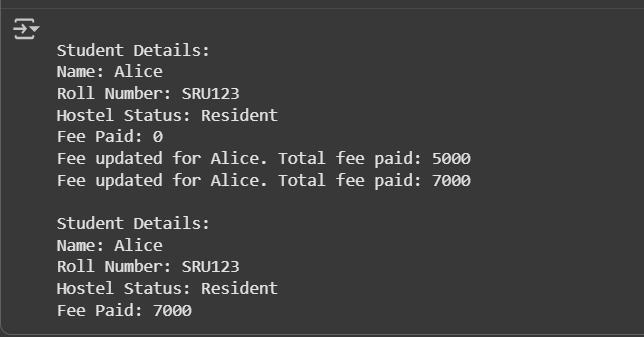 Student Details:
Name: Alice
Roll Number: SRU123
Hostel Status: Resident
Fee Paid: 0
Fee updated for Alice. Total fee paid: 5000
Fee updated for Alice. Total fee paid: 7000
Student Details:
Name: Alice
Roll Number: SRU123
Hostel Status: Resident
Fee Paid: 7000